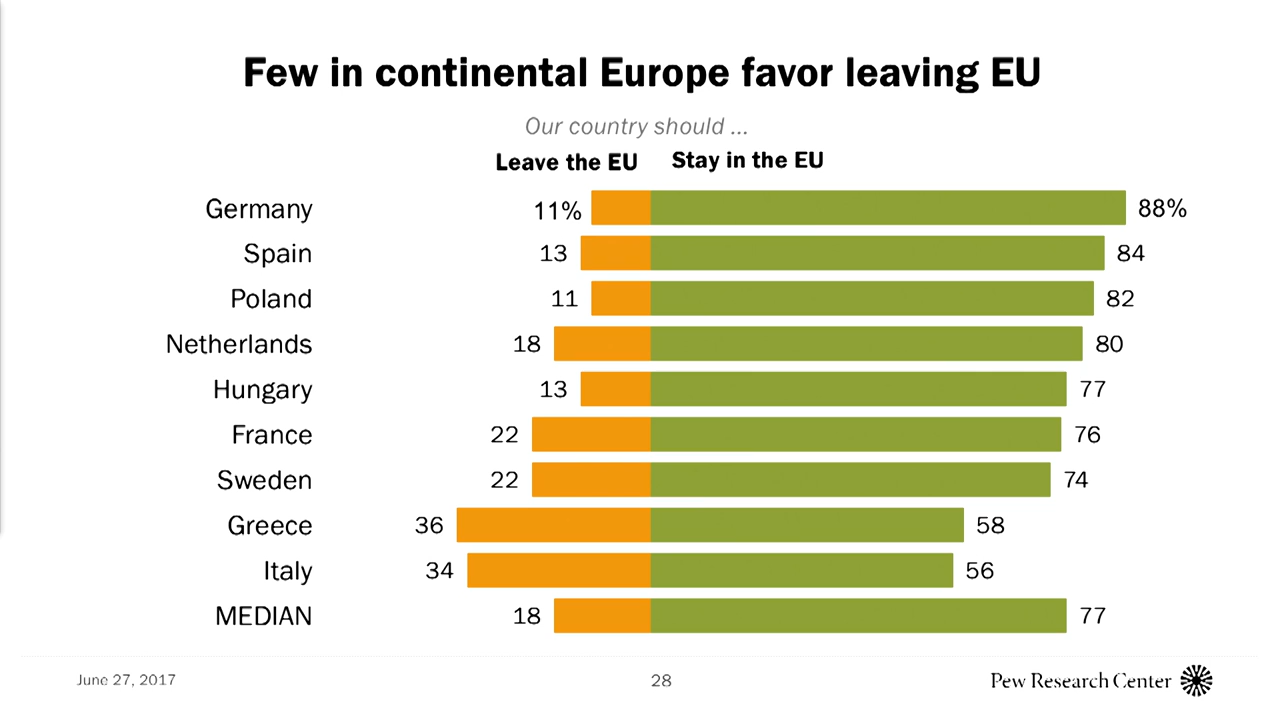 Few in continental Europe favor leaving EU
Our country should ...
Leave the EU Stay in the EU
Germany 11% 88%
Spain 13 84
Poland 11 82
Netherlands 18 80
Hungary 13 77
France 22 76
Sweden 22 74
Greece 36 58
Italy 34 56
MEDIAN 18 77
June 27, 2017 28 Pew Research Center